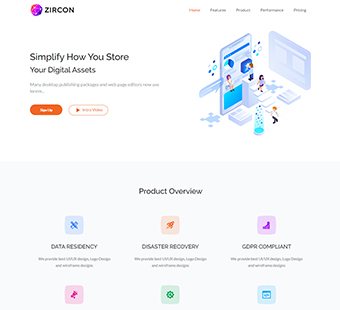 ZIRCON
Home Features Product Performance Pricing
Simplify How You Store
Your Digital Assets
Many desktop publishing packages and web page editors now use
below...
Sign Up
Intro Video
Product Overview
DATA RESIDENCY
DISASTER RECOVERY
GDPR COMPLIANT
We provide best UI/UX design, Logo Design
and wireframe designs
We provide best UI/UX design, Logo Design
and wireframe designs
We provide best UI/UX design, Logo Design
and wireframe designs